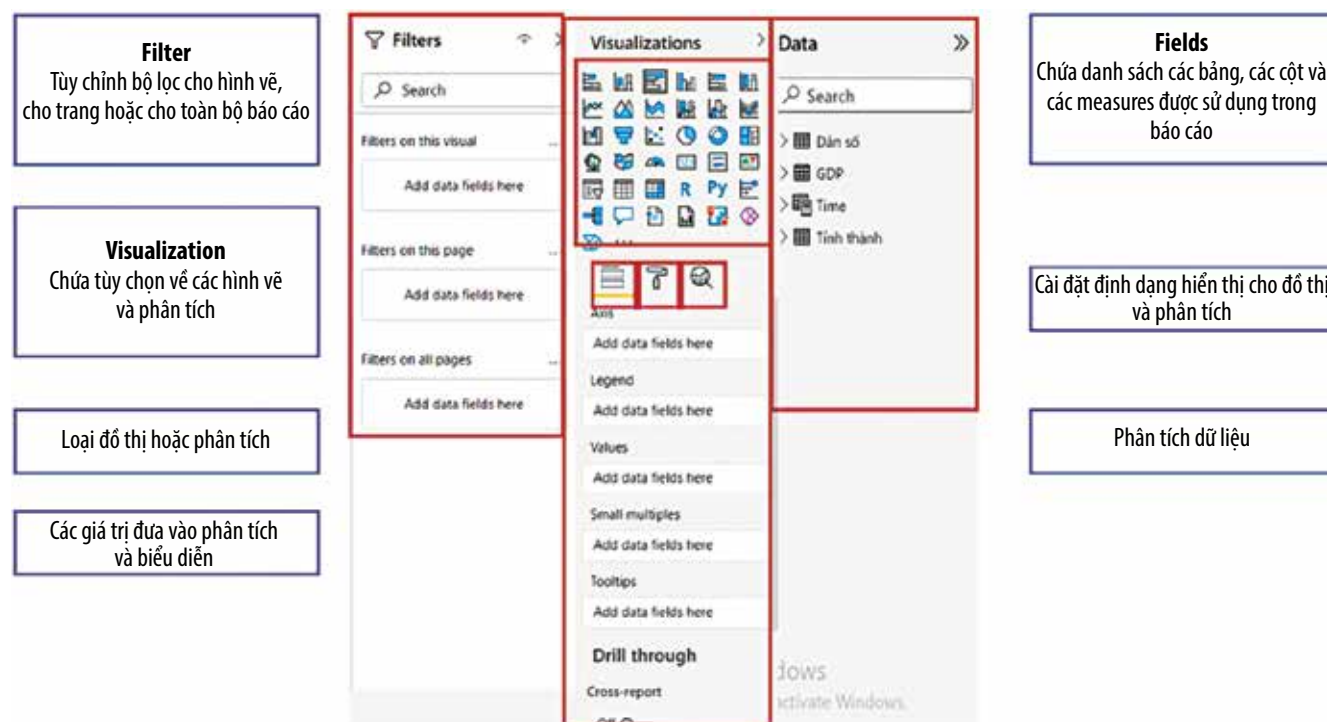 Filter
Tùy chỉnh bộ lọc cho hình vẽ,
cho trang hoặc cho toàn bộ báo cáo
Visualization
Chứa tùy chọn về các hình vẽ
và phân tích
Loại đồ thị hoặc phân tích
Các giá trị đưa vào phân tích
và biểu diễn
Filters
Search
Filters on this visual ...
Add data fields here
Filters on this page ...
Add data fields here
Filters on all pages ...
Add data fields here
Visualizations
R Py
Axis
Add data fields here
Legend
Add data fields here
Values
Add data fields here
Small multiples
Add data fields here
Tooltips
Add data fields here
Drill through
Cross-report
Data
Search
Dân số
GDP
Time
Tỉnh thành
Windows.
Fields
Chứa danh sách các bảng, các cột và
các measures được sử dụng trong
báo cáo
Cài đặt định dạng hiển thị cho đồ thị
và phân tích
Phân tích dữ liệu